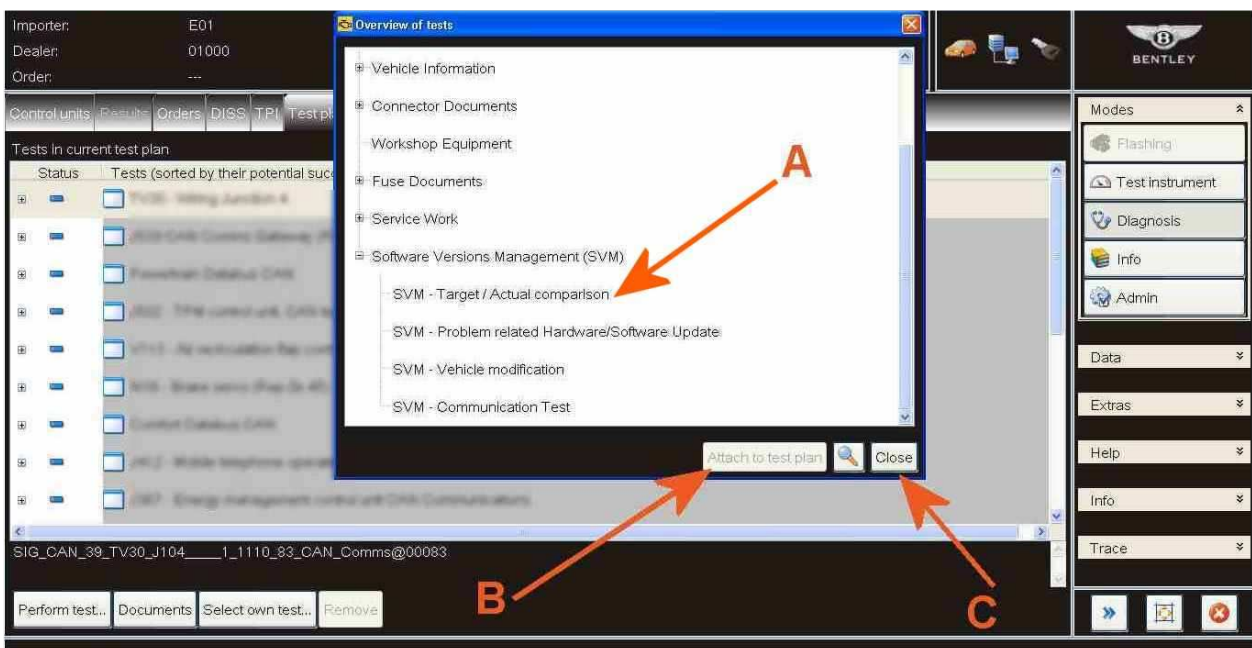 Importer: E01
Dealer: 01000
Order: ---
Overview of tests
BENTLEY
Control units Results Orders DISS TPI Test
Tests in current test plan
Status Tests (sorted by their potential
Vehicle Information
Connector Documents
Workshop Equipment
Fuse Documents
Service Work
Software Versions Management (SVM)
SVM - Target / Actual comparison
SVM - Problem related Hardware/Software Update
SVM - Vehicle modification
SVM - Communication Test
A
Attach to test plan Close
B
C
SIG_CAN_39_TV30_J104____1_1110_83_CAN_Comms@00083
Perform test... Documents Select own test... Remove
Modes
Flashing
Test instrument
Diagnosis
Info
Admin
Data
Extras
Help
Info
Trace